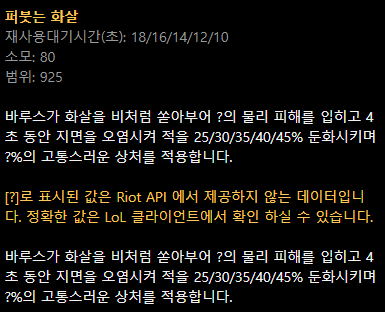 퍼붓는 화살
재사용대기시간(초): 18/16/14/12/10
소모: 80
범위: 925
바루스가 화살을 비처럼 쏟아부어 ?의 물리 피해를 입히고 4
초 동안 지면을 오염시켜 적을 25/30/35/40/45% 둔화시키며
?%의 고통스러운 상처를 적용합니다.
[?]로 표시된 값은 Riot API 에서 제공하지 않는 데이터입니
다. 정확한 값은 LoL 클라이언트에서 확인 하실 수 있습니다.
바루스가 화살을 비처럼 쏟아부어 ?의 물리 피해를 입히고 4
초 동안 지면을 오염시켜 적을 25/30/35/40/45% 둔화시키며
?%의 고통스러운 상처를 적용합니다.